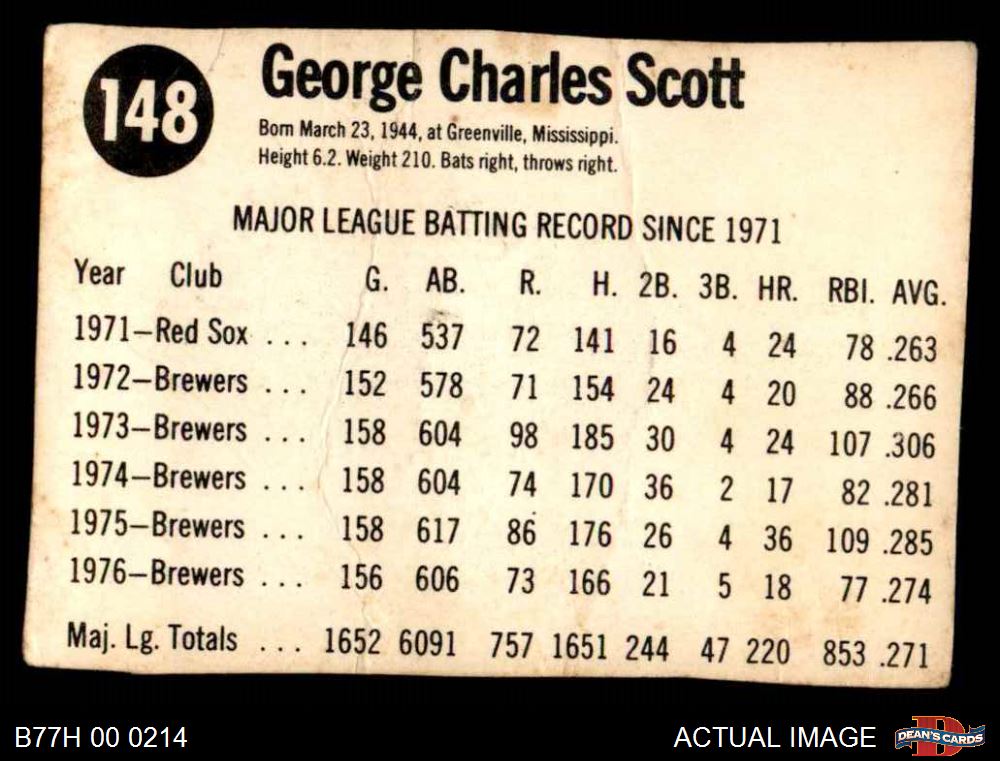 148
George Charles Scott
Born March 23, 1944, at Greenville, Mississippi.
Height 6.2. Weight 210. Bats right, throws right.
MAJOR LEAGUE BATTING RECORD SINCE 1971
Year Club G. AB. R. H. 2B. 3B. HR. RBI. AVG.
1971—Red Sox ... 146 537 72 141 16 4 24 78 .263
1972—Brewers ... 152 578 71 154 24 4 20 88 .266
1973—Brewers ... 158 604 98 185 30 4 24 107 .306
1974—Brewers ... 158 604 74 170 36 2 17 82 .281
1975—Brewers ... 158 617 86 176 26 4 36 109 .285
1976—Brewers ... 156 606 73 166 21 5 18 77 .274
Maj. Lg. Totals ... 1652 6091 757 1651 244 47 220 853 .271
B77H 00 0214
ACTUAL IMAGE
DEAN'S CARDS